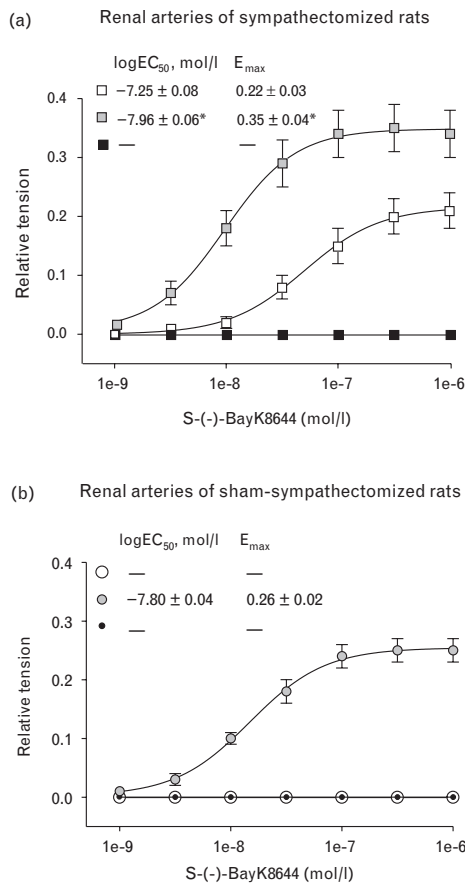 (a) Renal arteries of sympathectomized rats
logEC50, mol/l Emax
−7.25 ± 0.08 0.22 ± 0.03
−7.96 ± 0.06* 0.35 ± 0.04*
— —
0.4
0.3
0.2
0.1
0.0
Relative tension
1e-9 1e-8 1e-7 1e-6
S-(-)-BayK8644 (mol/l)
(b) Renal arteries of sham-sympathectomized rats
logEC50, mol/l Emax
— —
−7.80 ± 0.04 0.26 ± 0.02
— —
0.4
0.3
0.2
0.1
0.0
Relative tension
1e-9 1e-8 1e-7 1e-6
S-(-)-BayK8644 (mol/l)